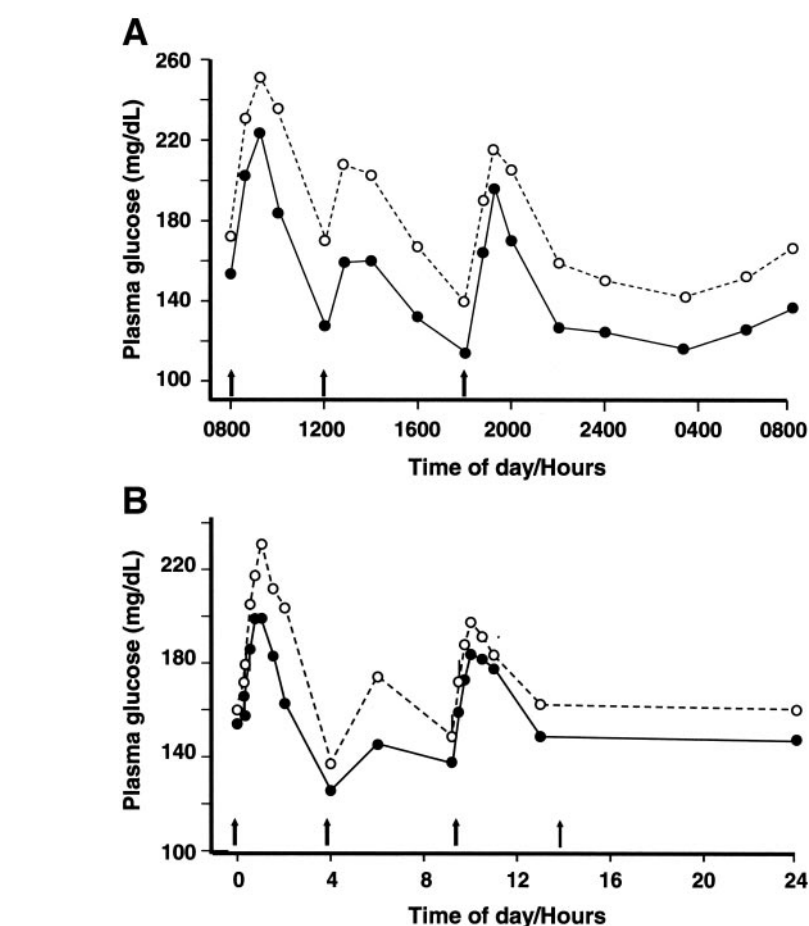 A
260
220
180
140
100
Plasma glucose (mg/dL)
0800 1200 1600 2000 2400 0400 0800
Time of day/Hours
B
220
180
140
100
Plasma glucose (mg/dL)
0 4 8 12 16 20 24
Time of day/Hours